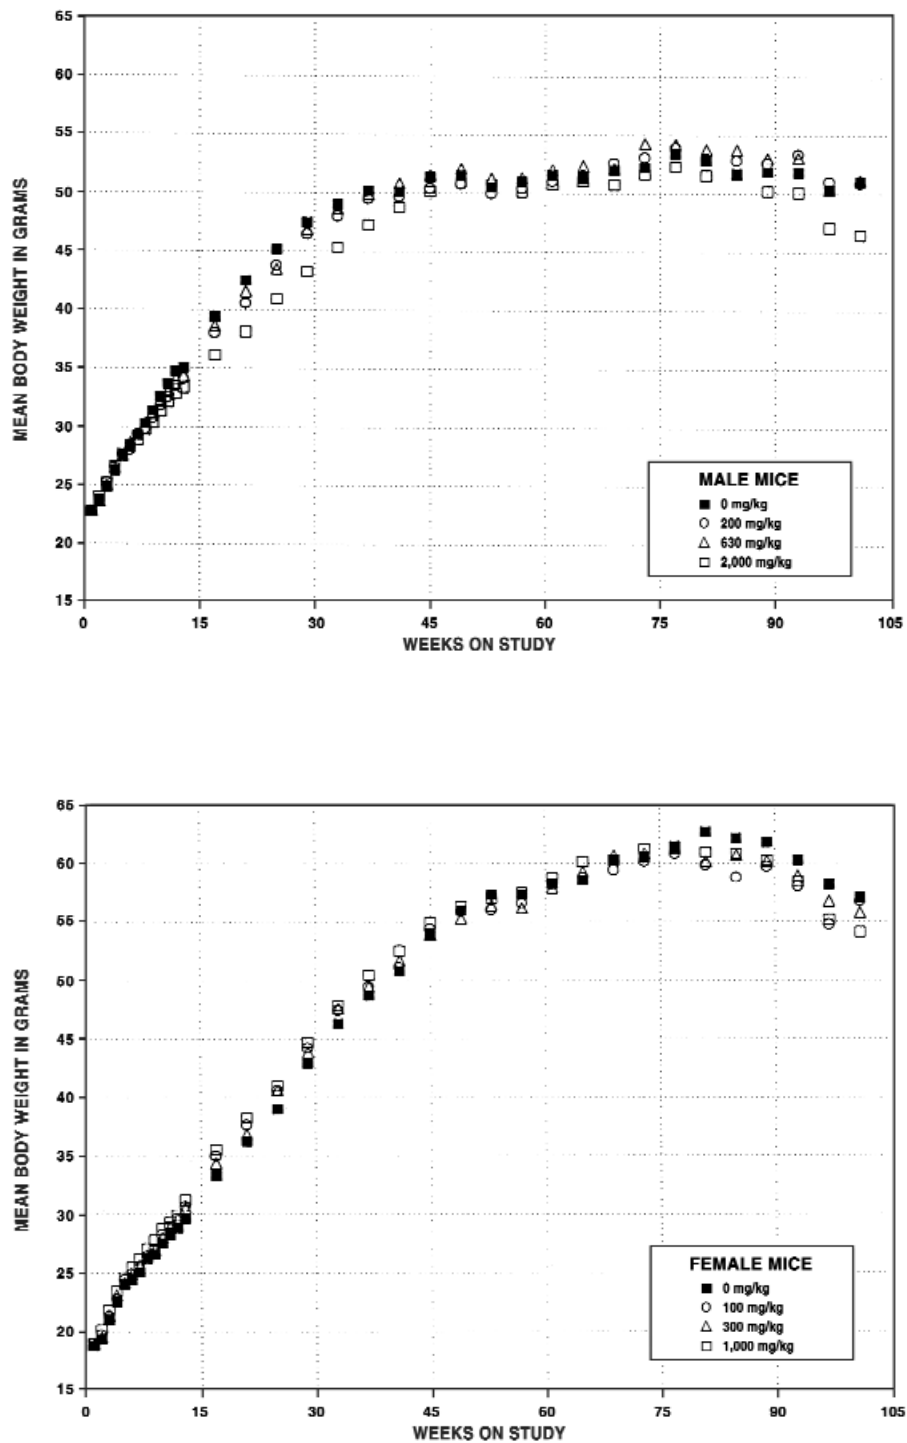 65
60
55
50
45
40
35
30
25
20
15
MEAN BODY WEIGHT IN GRAMS
MALE MICE
0 mg/kg
200 mg/kg
630 mg/kg
2,000 mg/kg
0 15 30 45 60 75 90 105
WEEKS ON STUDY
65
60
55
50
45
40
35
30
25
20
15
MEAN BODY WEIGHT IN GRAMS
FEMALE MICE
0 mg/kg
100 mg/kg
300 mg/kg
1,000 mg/kg
0 15 30 45 60 75 90 105
WEEKS ON STUDY